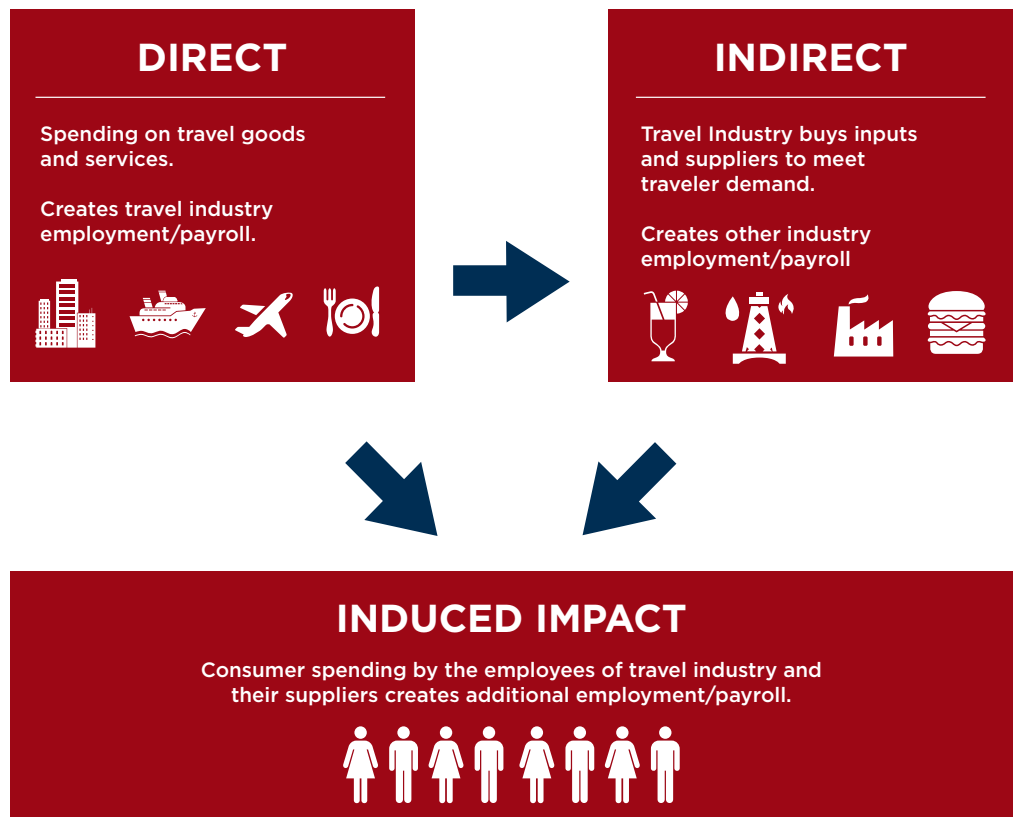 DIRECT
Spending on travel goods
and services.
Creates travel industry
employment/payroll.
INDIRECT
Travel Industry buys inputs
and suppliers to meet
traveler demand.
Creates other industry
employment/payroll
INDUCED IMPACT
Consumer spending by the employees of travel industry and
their suppliers creates additional employment/payroll.